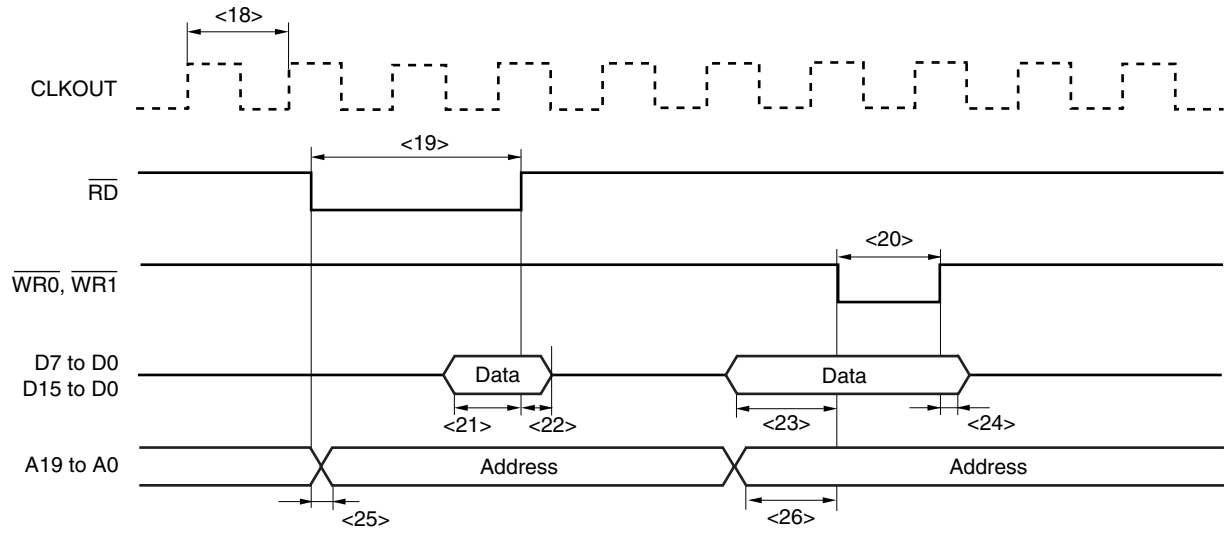 <18>
CLKOUT
<19>
RD
<20>
WR0, WR1
D7 to D0
D15 to D0
Data
Data
<21>
<22>
<23>
<24>
A19 to A0
Address
Address
<25>
<26>